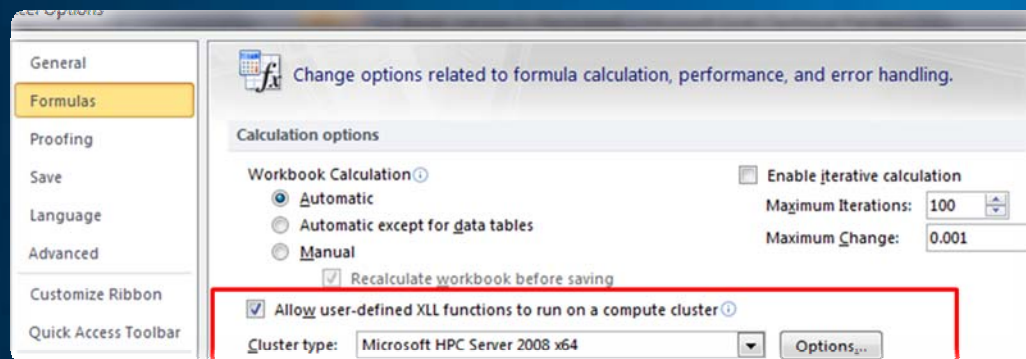 General
Formulas
Proofing
Save
Language
Advanced
Customize Ribbon
Quick Access Toolbar
Change options related to formula calculation, performance, and error handling.
Calculation options
Workbook Calculation
Automatic
Automatic except for data tables
Manual
Recalculate workbook before saving
Enable iterative calculation
Maximum Iterations: 100
Maximum Change: 0.001
Allow user-defined XLL functions to run on a compute cluster
Cluster type: Microsoft HPC Server 2008 x64 Options...